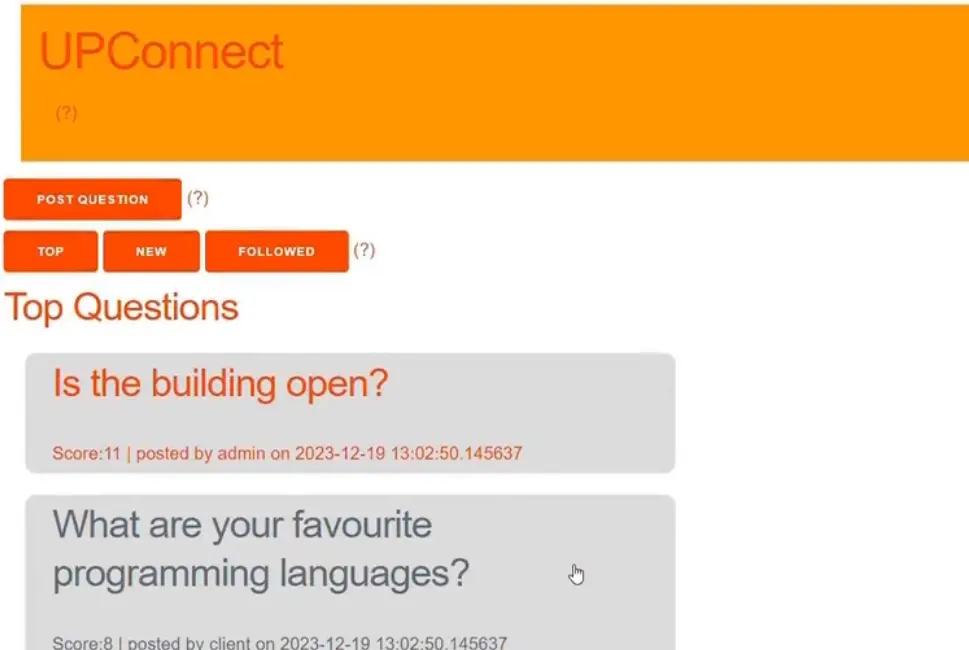 UPConnect
(?)
POST QUESTION (?)
TOP NEW FOLLOWED (?)
Top Questions
Is the building open?
Score:11 | posted by admin on 2023-12-19 13:02:50.145637
What are your favourite
programming languages?
Score:8 | posted by client on 2023-12-19 13:02:50.145637